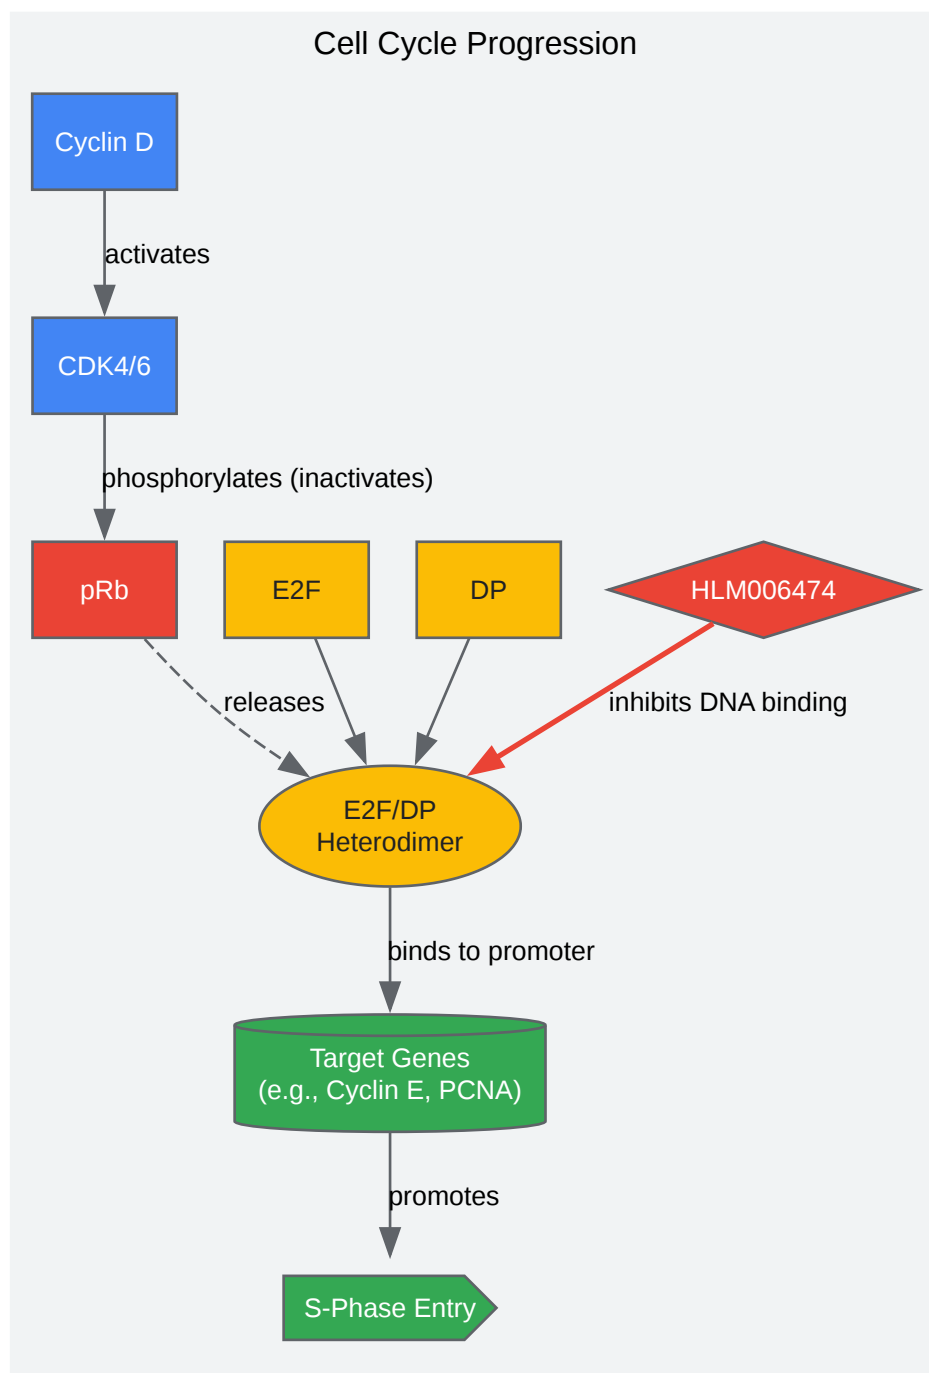 Cell Cycle Progression
Cyclin D
activates
CDK4/6
phosphorylates (inactivates)
pRb
E2F
DP
HLM006474
releases
inhibits DNA binding
E2F/DP
Heterodimer
binds to promoter
Target Genes
(e.g., Cyclin E, PCNA)
promotes
S-Phase Entry